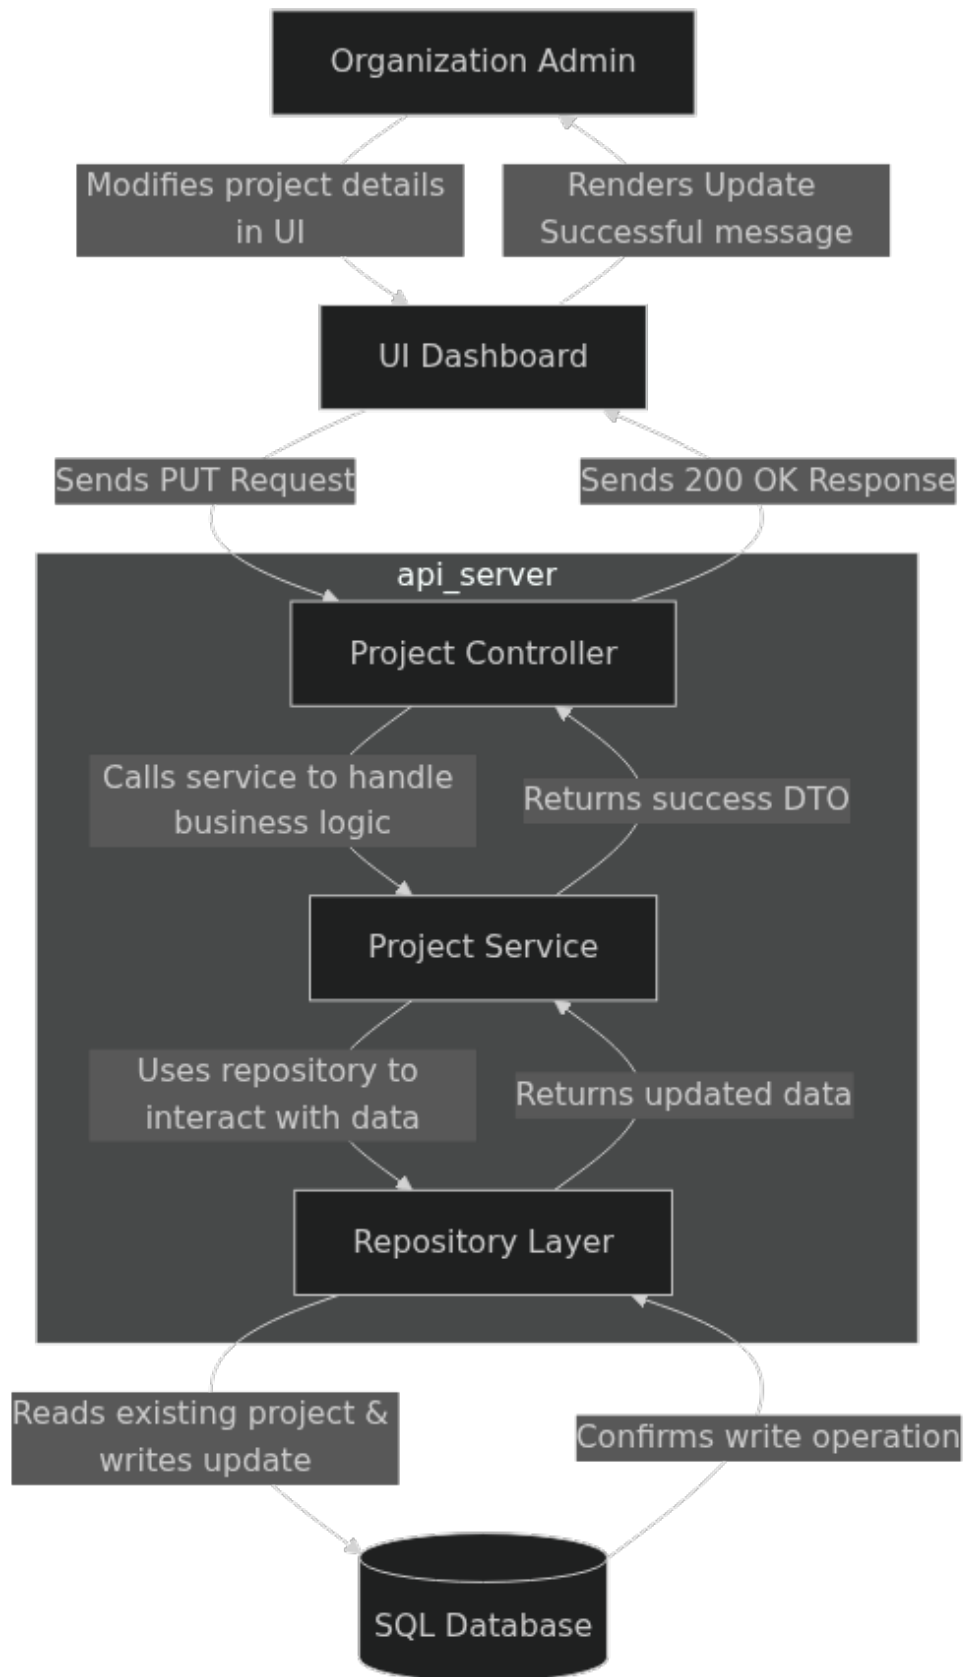 Organization Admin
Modifies project details
in UI
Renders Update
Successful message
UI Dashboard
Sends PUT Request
Sends 200 OK Response
api_server
Project Controller
Calls service to handle
business logic
Returns success DTO
Project Service
Uses repository to
interact with data
Returns updated data
Repository Layer
Reads existing project &
writes update
Confirms write operation
SQL Database